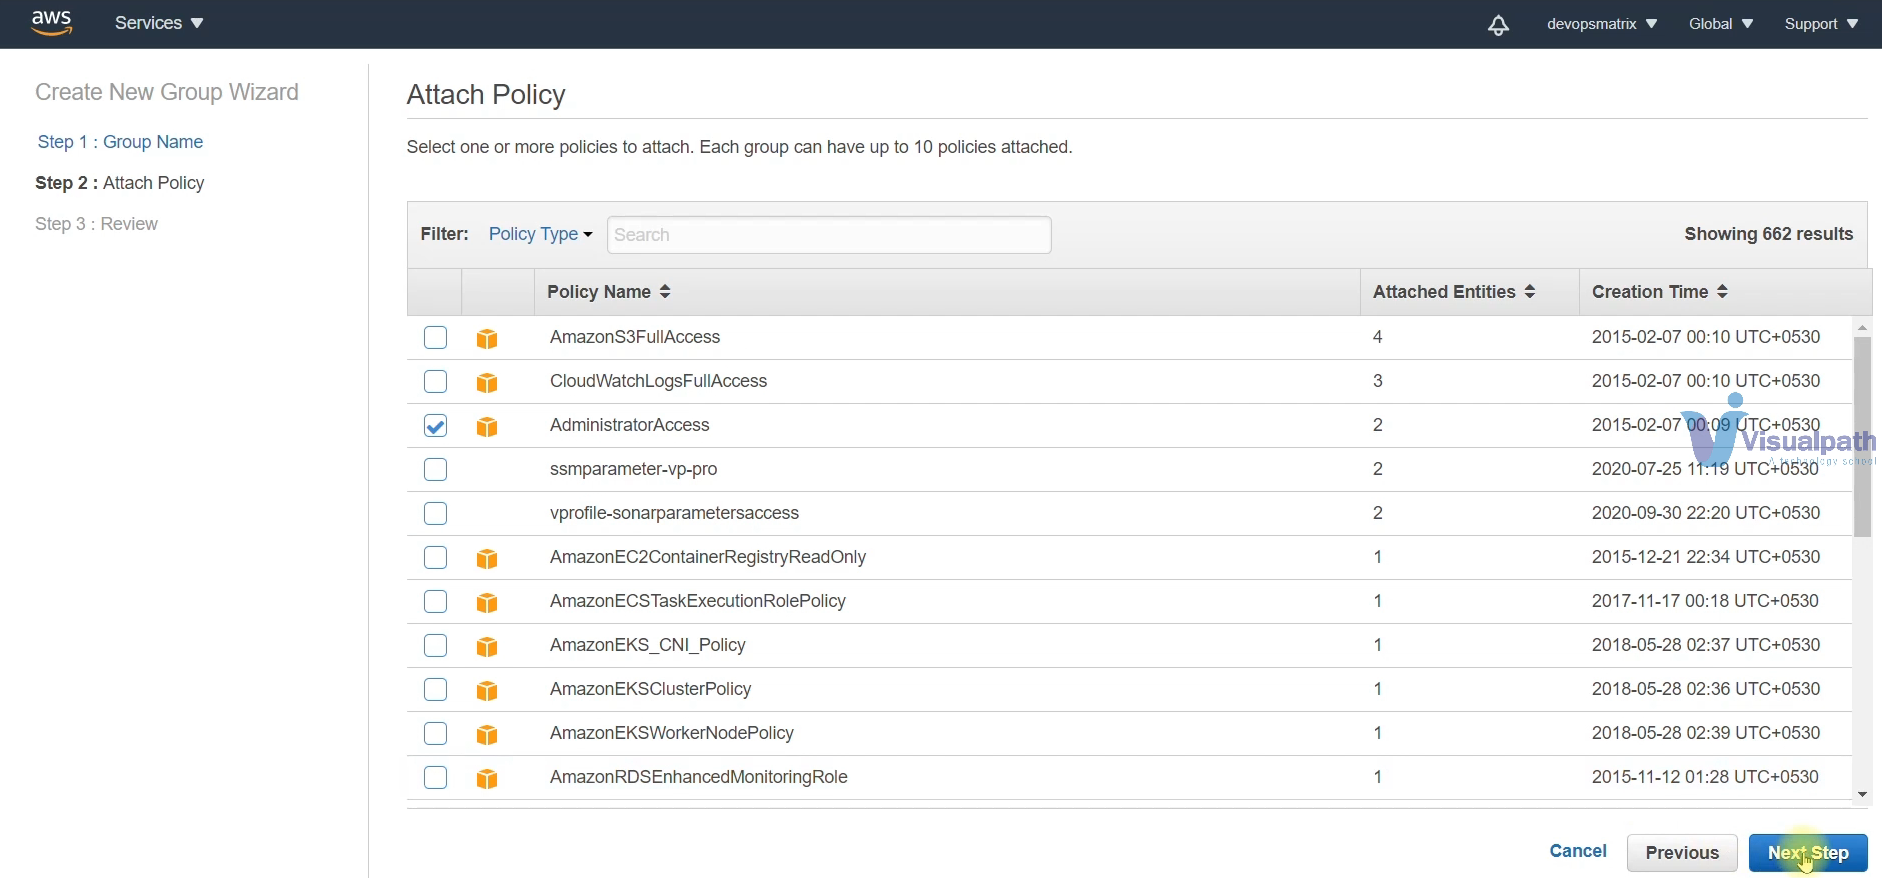 aws Services devopsmatrix Global Support
Create New Group Wizard
Step 1 : Group Name
Step 2 : Attach Policy
Step 3 : Review
Attach Policy
Select one or more policies to attach. Each group can have up to 10 policies attached.
Filter: Policy Type Search Showing 662 results
Policy Name Attached Entities Creation Time
AmazonS3FullAccess 4 2015-02-07 00:10 UTC+0530
CloudWatchLogsFullAccess 3 2015-02-07 00:10 UTC+0530
AdministratorAccess 2 2015-02-07 00:09 UTC+0530
Visualpath
A technology school
ssmparameter-vp-pro 2 2020-07-25 11:19 UTC+0530
vprofile-sonarparametersaccess 2 2020-09-30 22:20 UTC+0530
AmazonEC2ContainerRegistryReadOnly 1 2015-12-21 22:34 UTC+0530
AmazonECSTaskExecutionRolePolicy 1 2017-11-17 00:18 UTC+0530
AmazonEKS_CNI_Policy 1 2018-05-28 02:37 UTC+0530
AmazonEKSClusterPolicy 1 2018-05-28 02:36 UTC+0530
AmazonEKSWorkerNodePolicy 1 2018-05-28 02:39 UTC+0530
AmazonRDSEnhancedMonitoringRole 1 2015-11-12 01:28 UTC+0530
Cancel Previous Next Step